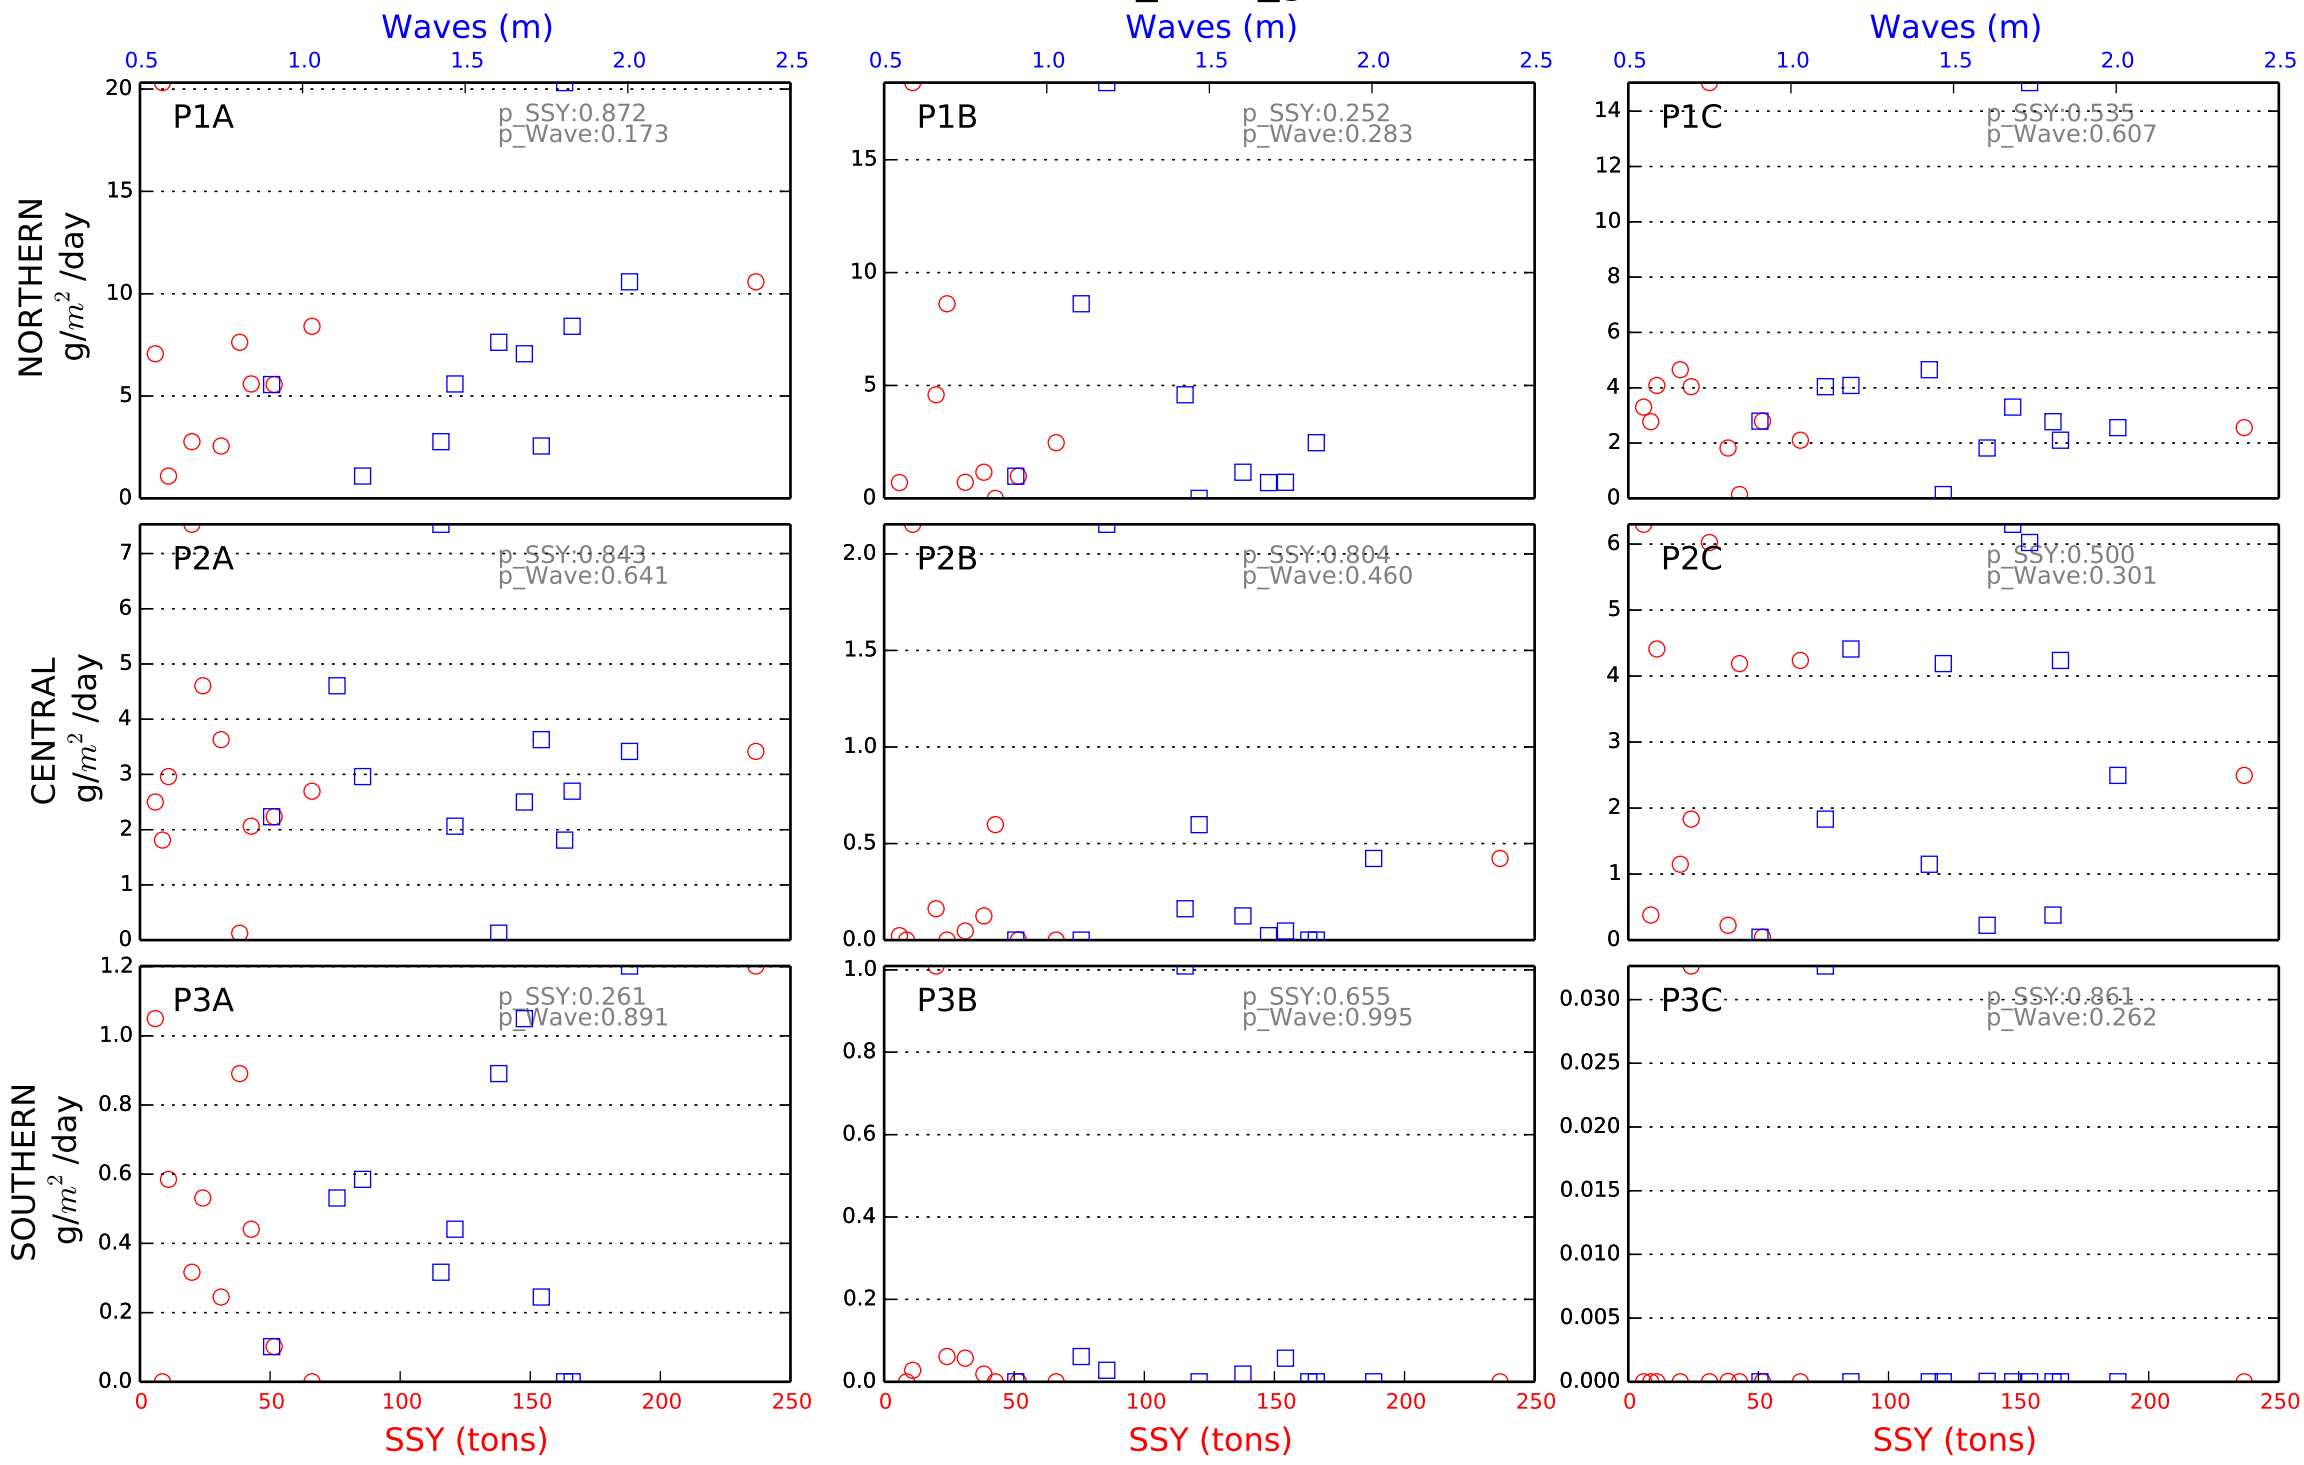 Waves (m) Waves (m) Waves (m)
0.5 1.0 1.5 2.0 2.5 0.5 1.0 1.5 2.0 2.5 0.5 1.0 1.5 2.0 2.5
NORTHERN
g/m² /day
20
15
10
5
0
P1A
p_SSY:0.872
p_Wave:0.173
15
10
5
0
P1B
p_SSY:0.252
p_Wave:0.283
14
12
10
8
6
4
2
0
P1C
p_SSY:0.535
p_Wave:0.607
CENTRAL
g/m² /day
7
6
5
4
3
2
1
0
P2A
p_SSY:0.843
p_Wave:0.641
2.0
1.5
1.0
0.5
0.0
P2B
p_SSY:0.804
p_Wave:0.460
6
5
4
3
2
1
0
P2C
p_SSY:0.500
p_Wave:0.301
SOUTHERN
g/m² /day
1.2
1.0
0.8
0.6
0.4
0.2
0.0
P3A
p_SSY:0.261
p_Wave:0.891
1.0
0.8
0.6
0.4
0.2
0.0
P3B
p_SSY:0.655
p_Wave:0.995
0.030
0.025
0.020
0.015
0.010
0.005
0.000
P3C
p_SSY:0.861
p_Wave:0.262
0 50 100 150 200 250 0 50 100 150 200 250 0 50 100 150 200 250
SSY (tons) SSY (tons) SSY (tons)